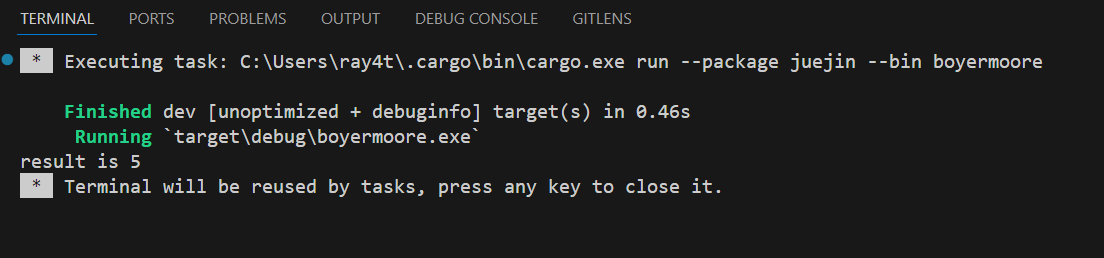 TERMINAL PORTS PROBLEMS OUTPUT DEBUG CONSOLE GITLENS
* Executing task: C:\Users\ray4t\.cargo\bin\cargo.exe run --package juejin --bin boyermoore
Finished dev [unoptimized + debuginfo] target(s) in 0.46s
Running `target\debug\boyermoore.exe`
result is 5
* Terminal will be reused by tasks, press any key to close it.